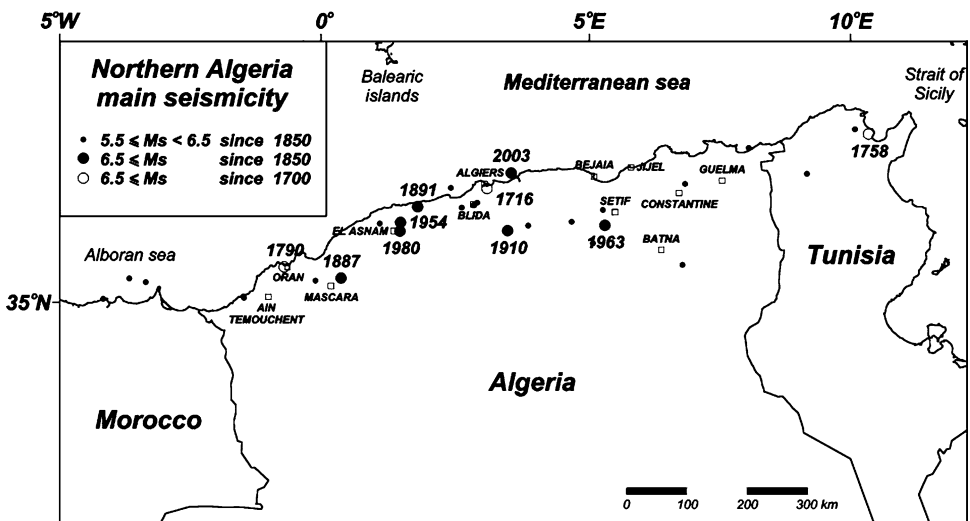 5°W 0° 5°E 10°E
Northern Algeria
main seismicity
5.5 ⩽ Ms < 6.5 since 1850
6.5 ⩽ Ms since 1850
6.5 ⩽ Ms since 1700
Balearic
islands
Mediterranean sea
Strait of
Sicily
1758
2003
ALGIERS
BEJAIA
JIJEL
GUELMA
1891
1716
BLIDA
SETIF
CONSTANTINE
1954
EL ASNAM
1980
1910
1963
BATNA
Tunisia
Alboran sea
1790
ORAN
1887
MASCARA
35°N
AIN
TEMOUCHENT
Algeria
Morocco
0 100 200 300 km